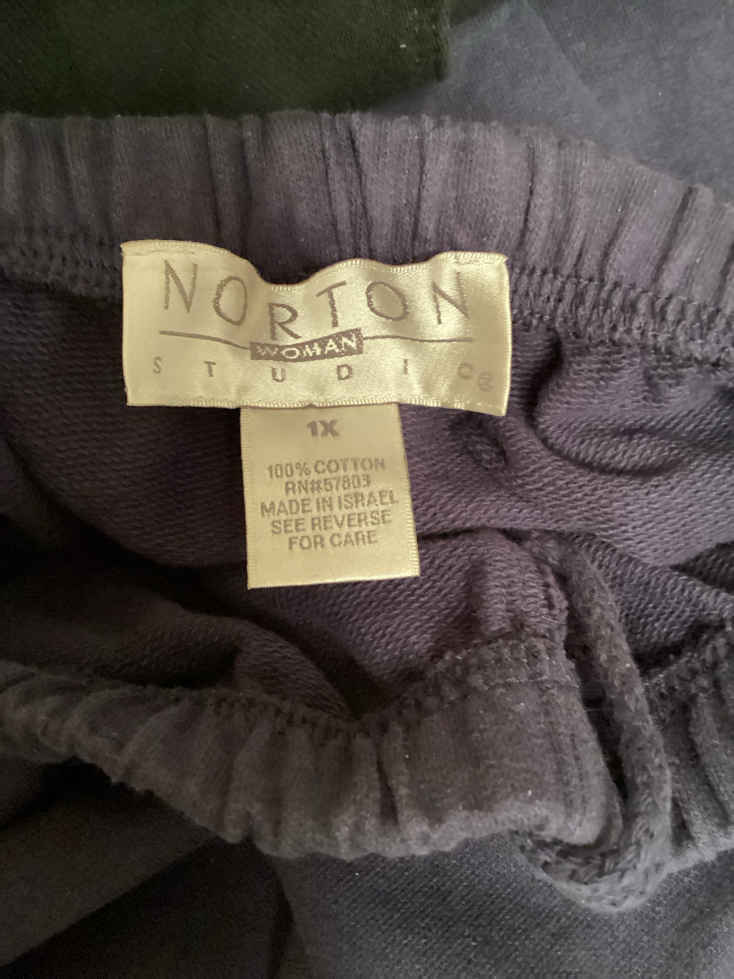 NORTON
WOMAN
STUDIO®
1X
100% COTTON
RN#57803
MADE IN ISRAEL
SEE REVERSE
FOR CARE